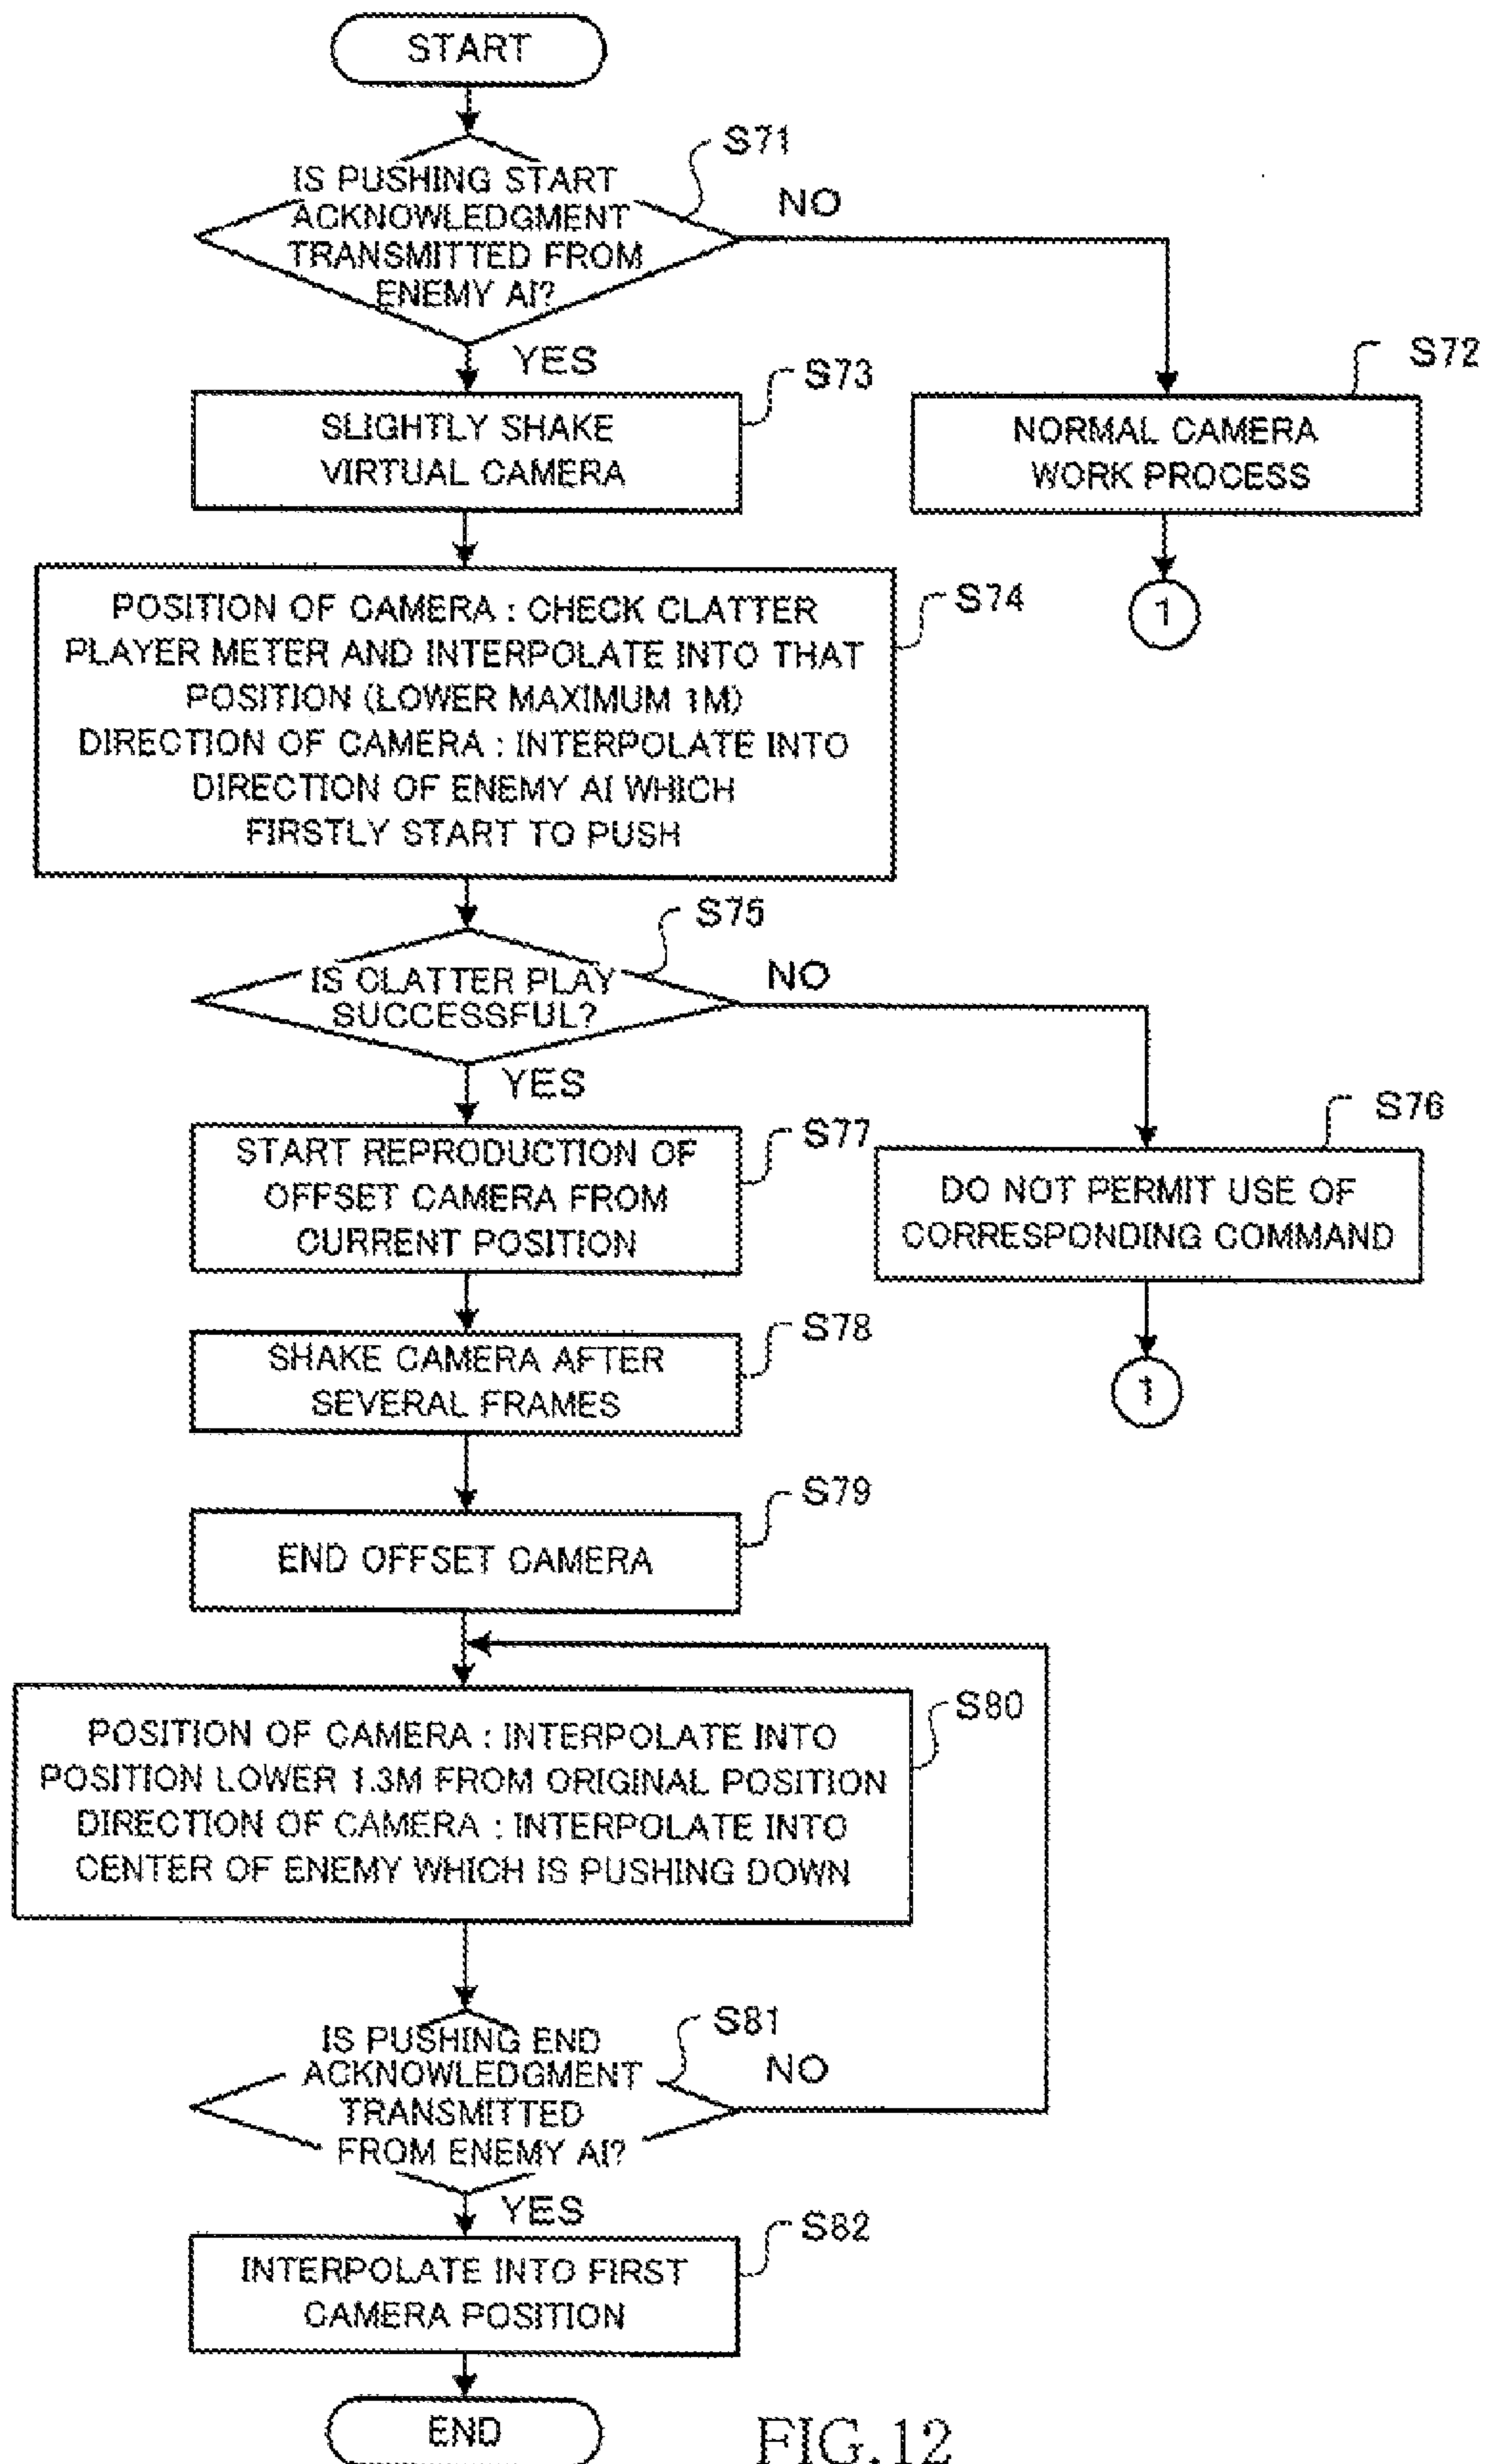 START
S71
IS PUSHING START
ACKNOWLEDGMENT
TRANSMITTED FROM
ENEMY AI?
NO
YES
S72
NORMAL CAMERA
WORK PROCESS
1
S73
SLIGHTLY SHAKE
VIRTUAL CAMERA
S74
POSITION OF CAMERA : CHECK CLATTER
PLAYER METER AND INTERPOLATE INTO THAT
POSITION (LOWER MAXIMUM 1M)
DIRECTION OF CAMERA : INTERPOLATE INTO
DIRECTION OF ENEMY AI WHICH
FIRSTLY START TO PUSH
S75
IS CLATTER PLAY
SUCCESSFUL?
NO
YES
S76
DO NOT PERMIT USE OF
CORRESPONDING COMMAND
1
S77
START REPRODUCTION OF
OFFSET CAMERA FROM
CURRENT POSITION
S78
SHAKE CAMERA AFTER
SEVERAL FRAMES
S79
END OFFSET CAMERA
S80
POSITION OF CAMERA : INTERPOLATE INTO
POSITION LOWER 1.3M FROM ORIGINAL POSITION
DIRECTION OF CAMERA : INTERPOLATE INTO
CENTER OF ENEMY WHICH IS PUSHING DOWN
S81
IS PUSHING END
ACKNOWLEDGMENT
TRANSMITTED
FROM ENEMY AI?
NO
YES
S82
INTERPOLATE INTO FIRST
CAMERA POSITION
END
FIG.12